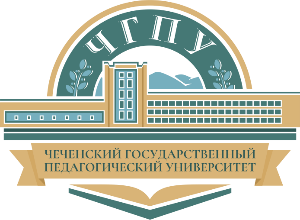 ЧГПУ
ЧЕЧЕНСКИЙ ГОСУДАРСТВЕННЫЙ
ПЕДАГОГИЧЕСКИЙ УНИВЕРСИТЕТ